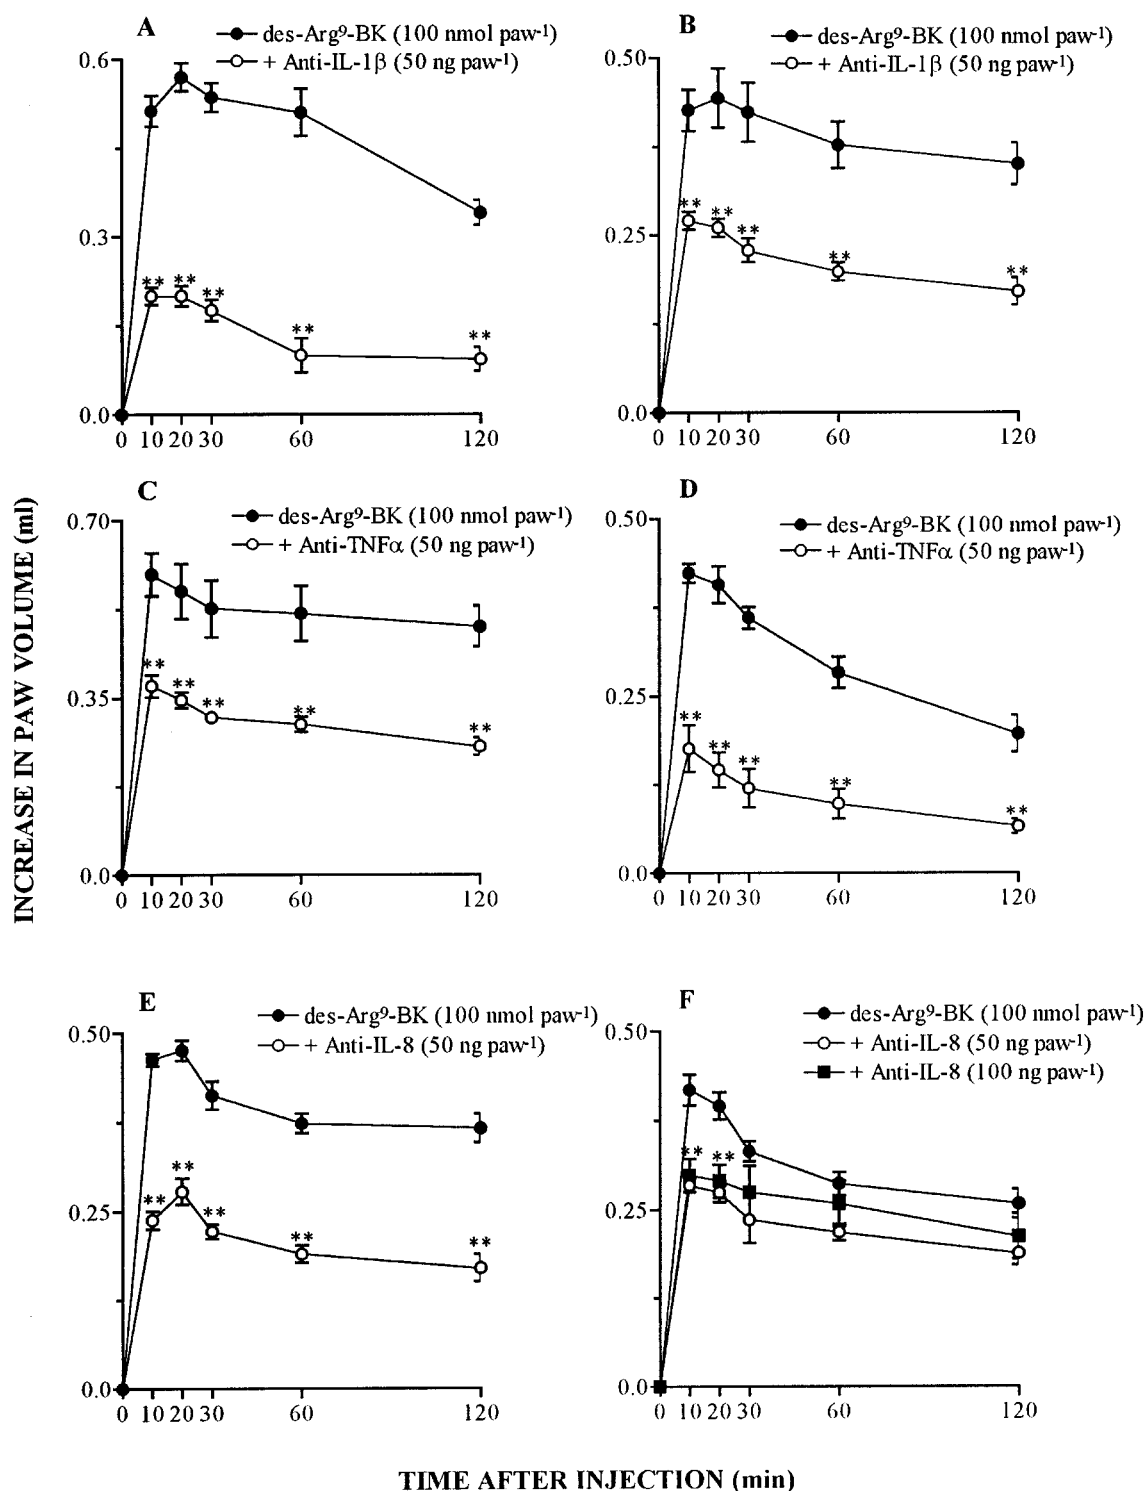 A
des-Arg⁹-BK (100 nmol paw⁻¹)
+ Anti-IL-1β (50 ng paw⁻¹)
0.6
0.3
0.0
0 10 20 30 60 120
**
**
**
**
**
B
des-Arg⁹-BK (100 nmol paw⁻¹)
+ Anti-IL-1β (50 ng paw⁻¹)
0.50
0.25
0.0
0 10 20 30 60 120
**
**
**
**
**
C
des-Arg⁹-BK (100 nmol paw⁻¹)
+ Anti-TNFα (50 ng paw⁻¹)
0.70
0.35
0.0
0 10 20 30 60 120
**
**
**
**
**
D
des-Arg⁹-BK (100 nmol paw⁻¹)
+ Anti-TNFα (50 ng paw⁻¹)
0.50
0.25
0.0
0 10 20 30 60 120
**
**
**
**
**
E
des-Arg⁹-BK (100 nmol paw⁻¹)
+ Anti-IL-8 (50 ng paw⁻¹)
0.50
0.25
0.0
0 10 20 30 60 120
**
**
**
**
**
F
des-Arg⁹-BK (100 nmol paw⁻¹)
+ Anti-IL-8 (50 ng paw⁻¹)
+ Anti-IL-8 (100 ng paw⁻¹)
0.50
0.25
0.0
0 10 20 30 60 120
**
**
INCREASE IN PAW VOLUME (ml)
TIME AFTER INJECTION (min)